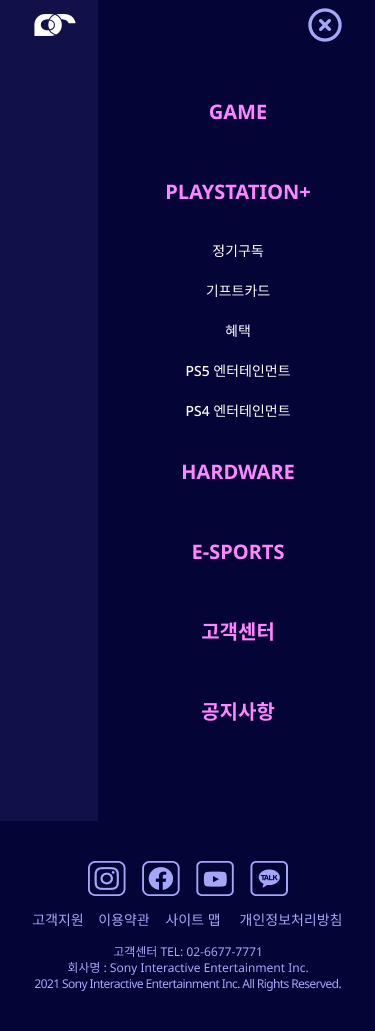 GAME
PLAYSTATION+
정기구독
기프트카드
혜택
PS5 엔터테인먼트
PS4 엔터테인먼트
HARDWARE
E-SPORTS
고객센터
공지사항
TALK
고객지원 이용약관 사이트 맵 개인정보처리방침
고객센터 TEL: 02-6677-7771
회사명 : Sony Interactive Entertainment Inc.
2021 Sony Interactive Entertainment Inc. All Rights Reserved.